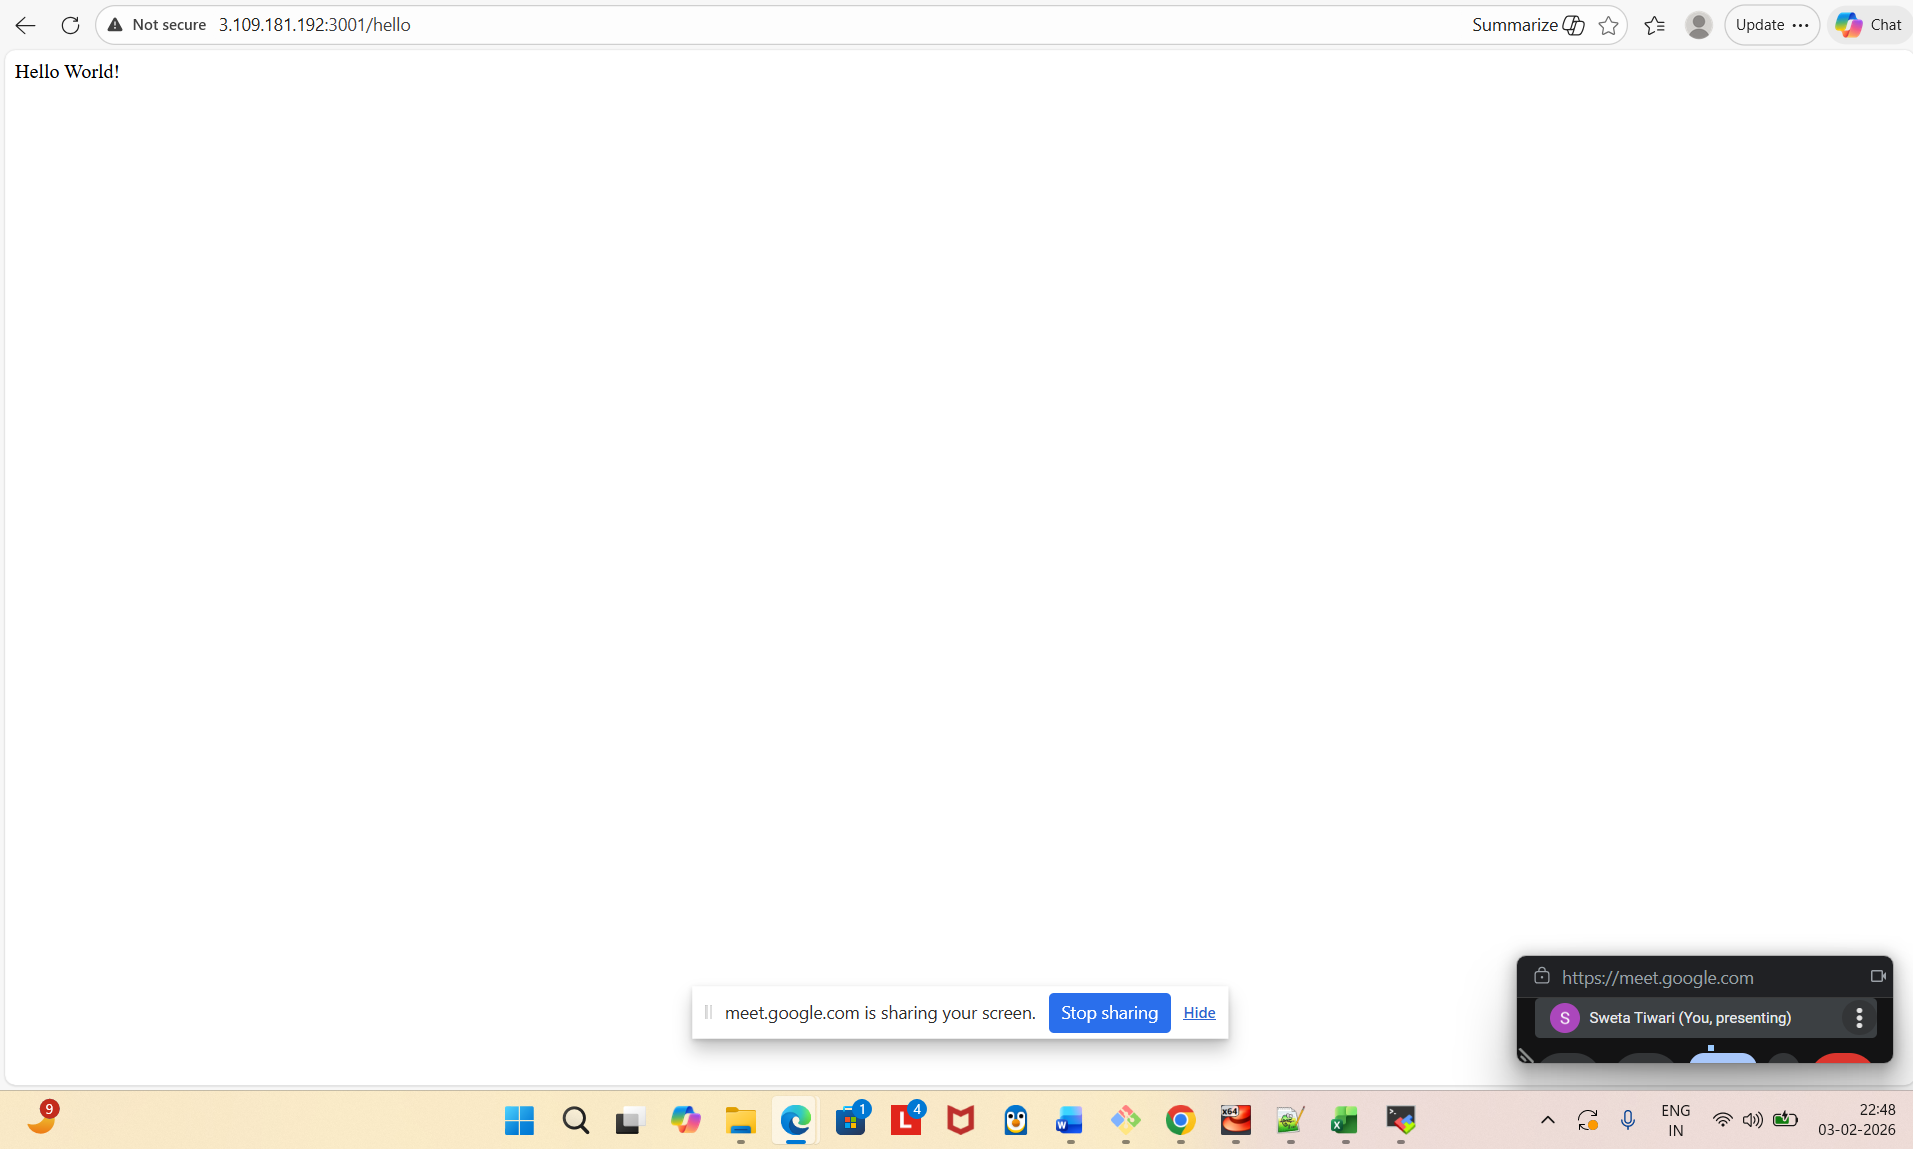 Not secure 3.109.181.192:3001/hello Summarize Update Chat
Hello World!
meet.google.com is sharing your screen. Stop sharing Hide
https://meet.google.com
S Sweta Tiwari (You, presenting)
9
1
L 4
W
x64
X
ENG
IN
22:48
03-02-2026